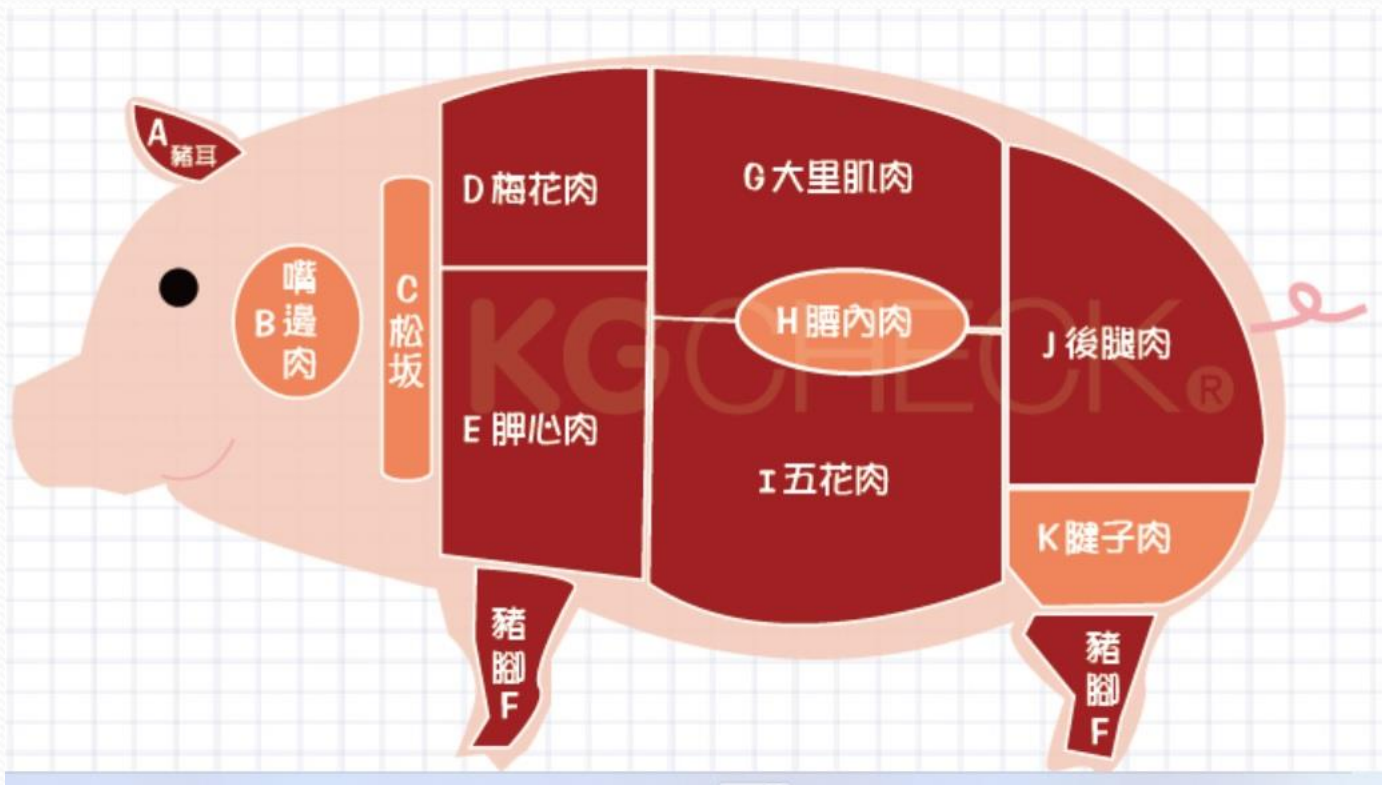 A 豬耳
B 嘴邊肉
C 松坂
D 梅花肉
E 胛心肉
豬腳 F
G 大里肌肉
H 腰內肉
I 五花肉
J 後腿肉
K 腱子肉
豬腳 F
KGCHECK®